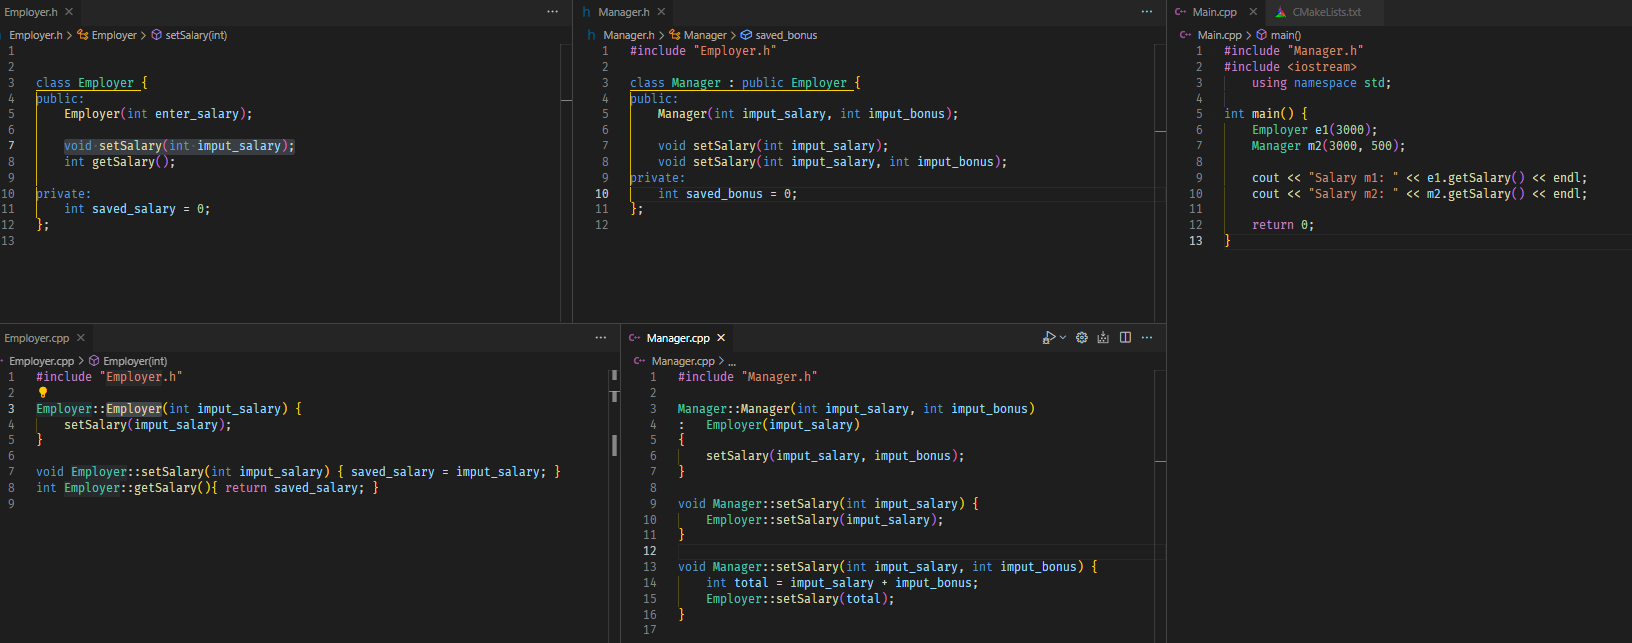 Employer.h
Employer.h > Employer > setSalary(int)
1
2
3 class Employer {
4 public:
5 Employer(int enter_salary);
6
7 void setSalary(int imput_salary);
8 int getSalary();
9
10 private:
11 int saved_salary = 0;
12 };
13
Manager.h
Manager.h > Manager > saved_bonus
1 #include "Employer.h"
2
3 class Manager : public Employer {
4 public:
5 Manager(int imput_salary, int imput_bonus);
6
7 void setSalary(int imput_salary);
8 void setSalary(int imput_salary, int imput_bonus);
9 private:
10 int saved_bonus = 0;
11 };
12
Main.cpp CMakeLists.txt
Main.cpp > main()
1 #include "Manager.h"
2 #include <iostream>
3 using namespace std;
4
5 int main() {
6 Employer e1(3000);
7 Manager m2(3000, 500);
8
9 cout << "Salary m1: " << e1.getSalary() << endl;
10 cout << "Salary m2: " << m2.getSalary() << endl;
11
12 return 0;
13 }
Employer.cpp
Employer.cpp > Employer(int)
1 #include "Employer.h"
2
3 Employer::Employer(int imput_salary) {
4 setSalary(imput_salary);
5 }
6
7 void Employer::setSalary(int imput_salary) { saved_salary = imput_salary; }
8 int Employer::getSalary(){ return saved_salary; }
9
Manager.cpp
Manager.cpp > ...
1 #include "Manager.h"
2
3 Manager::Manager(int imput_salary, int imput_bonus)
4 : Employer(imput_salary)
5 {
6 setSalary(imput_salary, imput_bonus);
7 }
8
9 void Manager::setSalary(int imput_salary) {
10 Employer::setSalary(imput_salary);
11 }
12
13 void Manager::setSalary(int imput_salary, int imput_bonus) {
14 int total = imput_salary + imput_bonus;
15 Employer::setSalary(total);
16 }
17